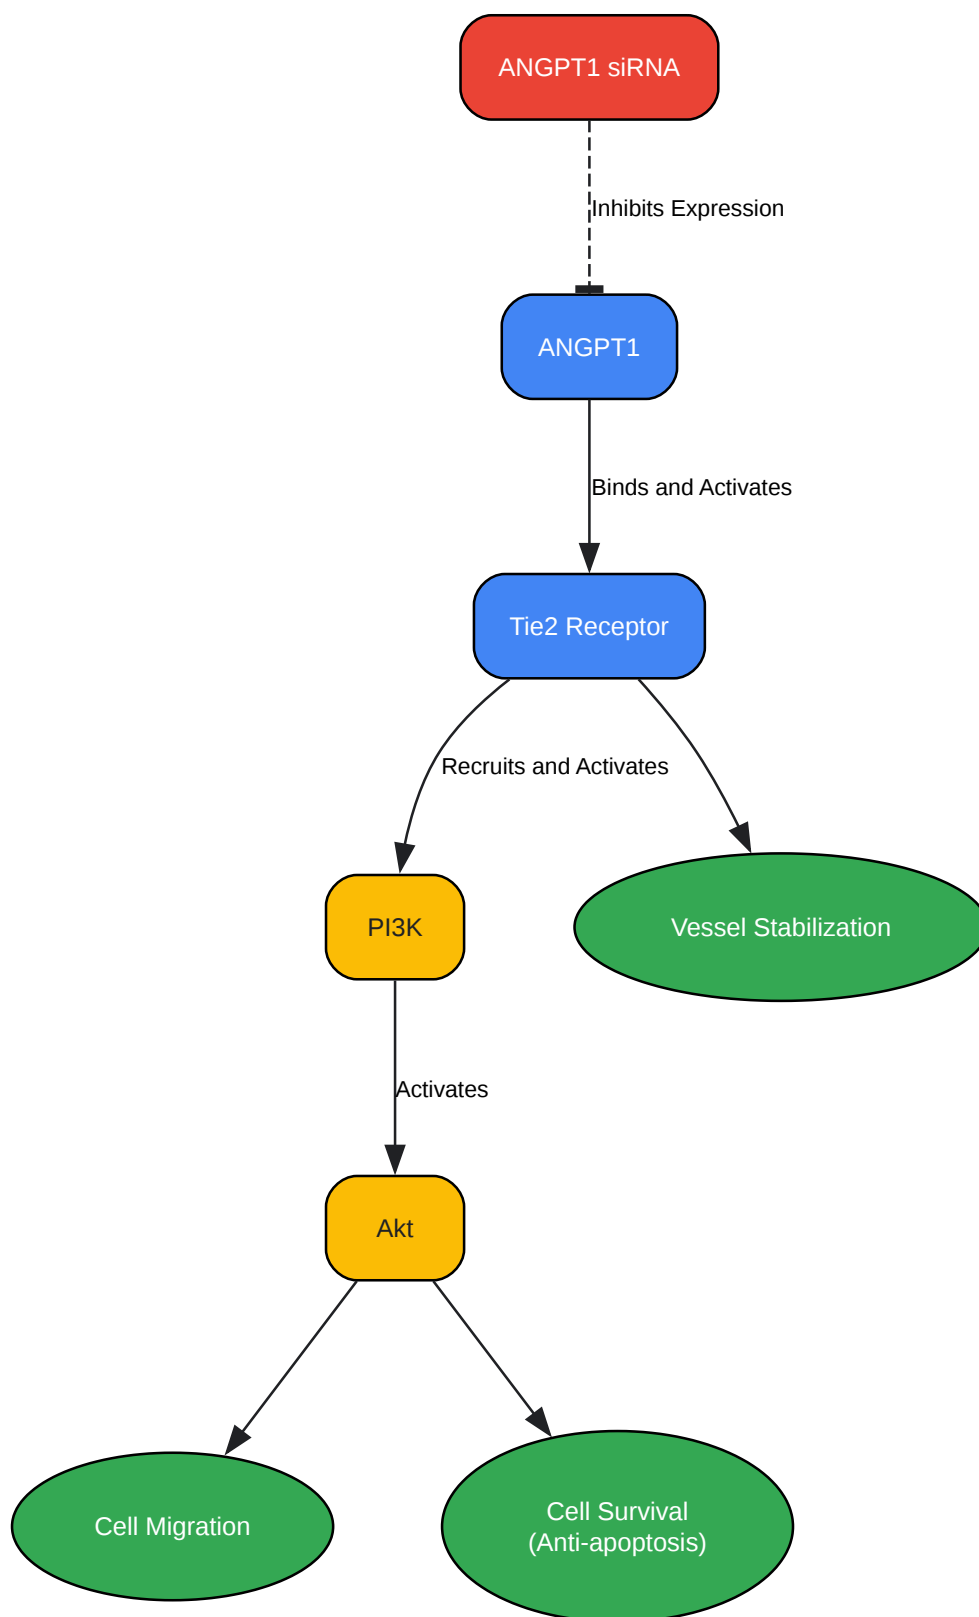 ANGPT1 siRNA
Inhibits Expression
ANGPT1
Binds and Activates
Tie2 Receptor
Recruits and Activates
PI3K
Vessel Stabilization
Activates
Akt
Cell Migration
Cell Survival
(Anti-apoptosis)